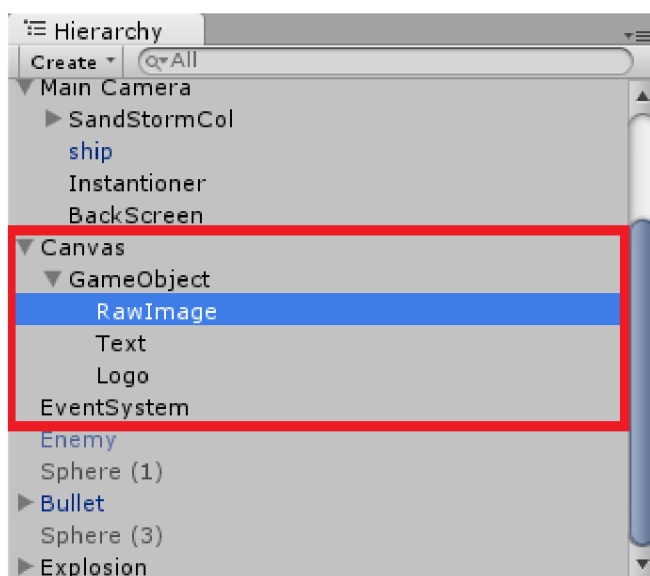 Hierarchy
Create All
Main Camera
SandStormCol
ship
Instantioner
BackScreen
Canvas
GameObject
RawImage
Text
Logo
EventSystem
Enemy
Sphere (1)
Bullet
Sphere (3)
Explosion